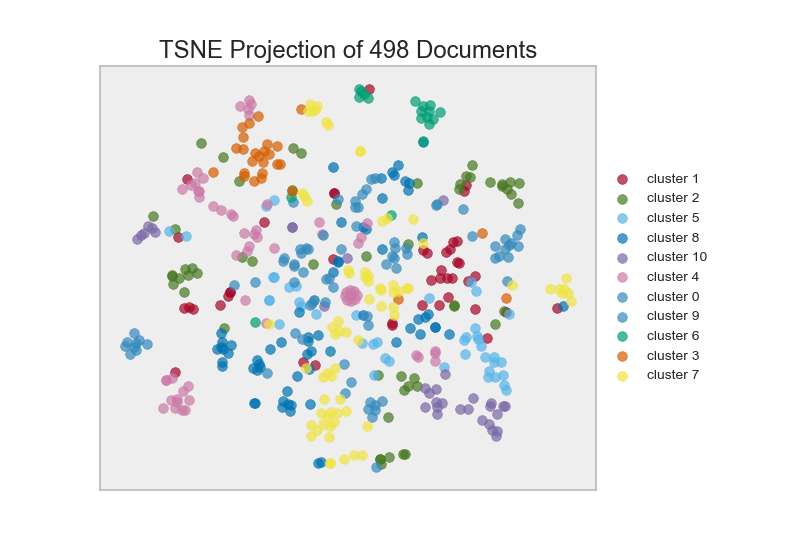 TSNE Projection of 498 Documents
cluster 1
cluster 2
cluster 5
cluster 8
cluster 10
cluster 4
cluster 0
cluster 9
cluster 6
cluster 3
cluster 7